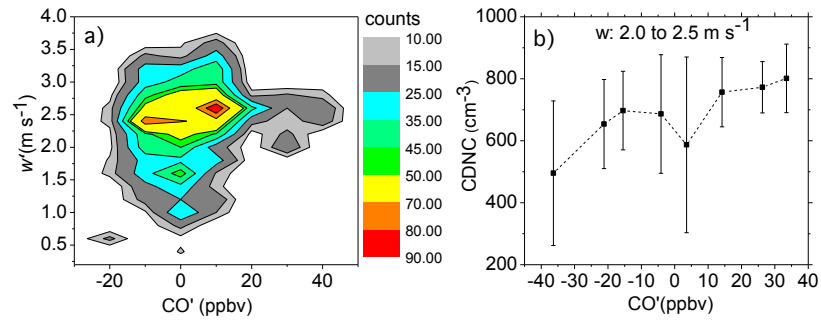 a)
4.0
3.5
3.0
2.5
2.0
1.5
1.0
0.5
w'(m s⁻¹)
-20 0 20 40
CO' (ppbv)
counts
10.00
20.00
25.00
35.00
50.00
60.00
70.00
80.00
90.00
b)
w: 2.0 to 2.5 m s⁻¹
1000
800
600
400
200
CDNC (cm⁻³)
-40 -30 -20 -10 0 10 20 30 40
CO'(ppbv)